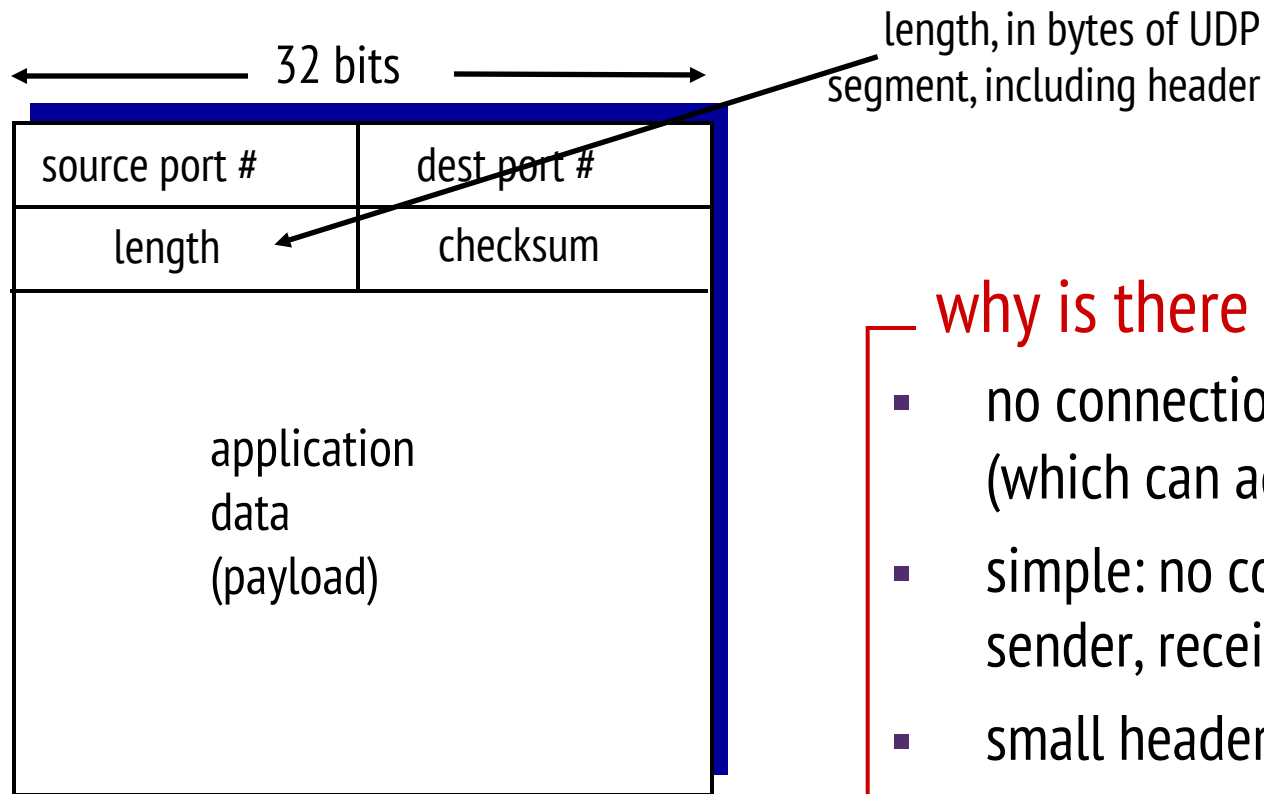 length, in bytes of UDP
segment, including header
32 bits
source port #
dest port #
length
checksum
application
data
(payload)
why is there
no connectio
(which can a
simple: no co
sender, recei
small header